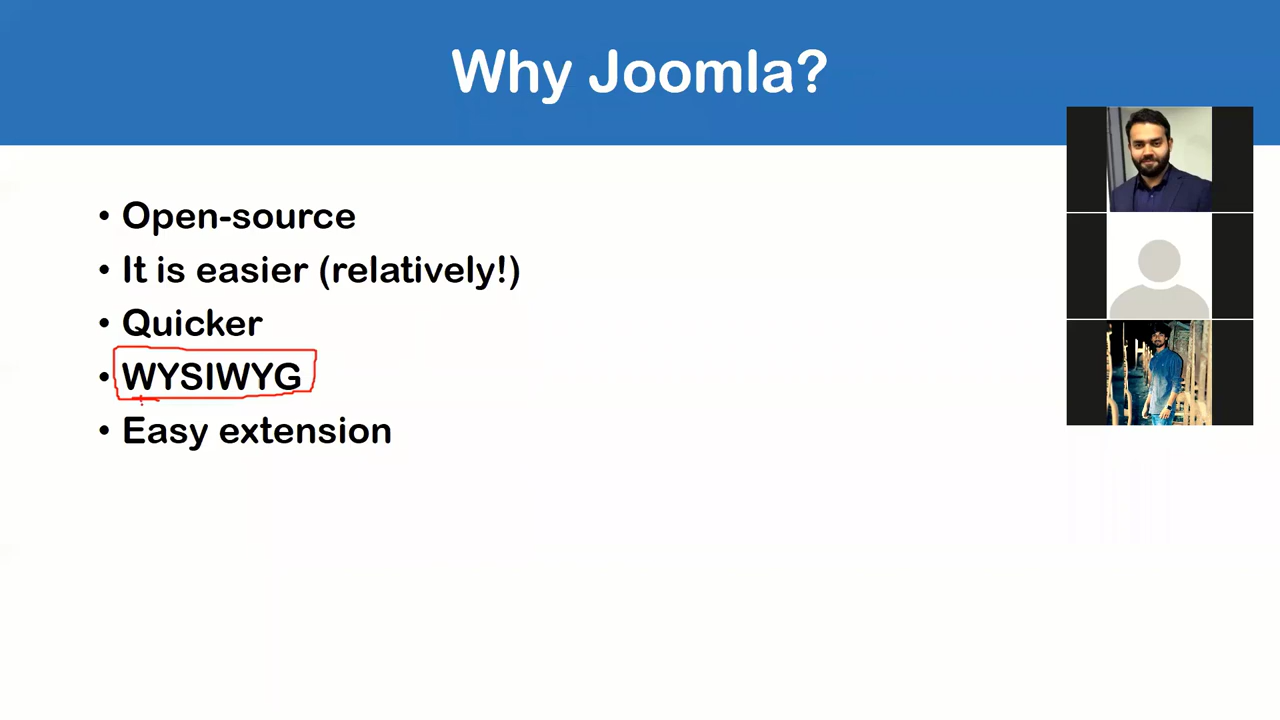 Why Joomla?
• Open-source
• It is easier (relatively!)
• Quicker
• WYSIWYG
• Easy extension